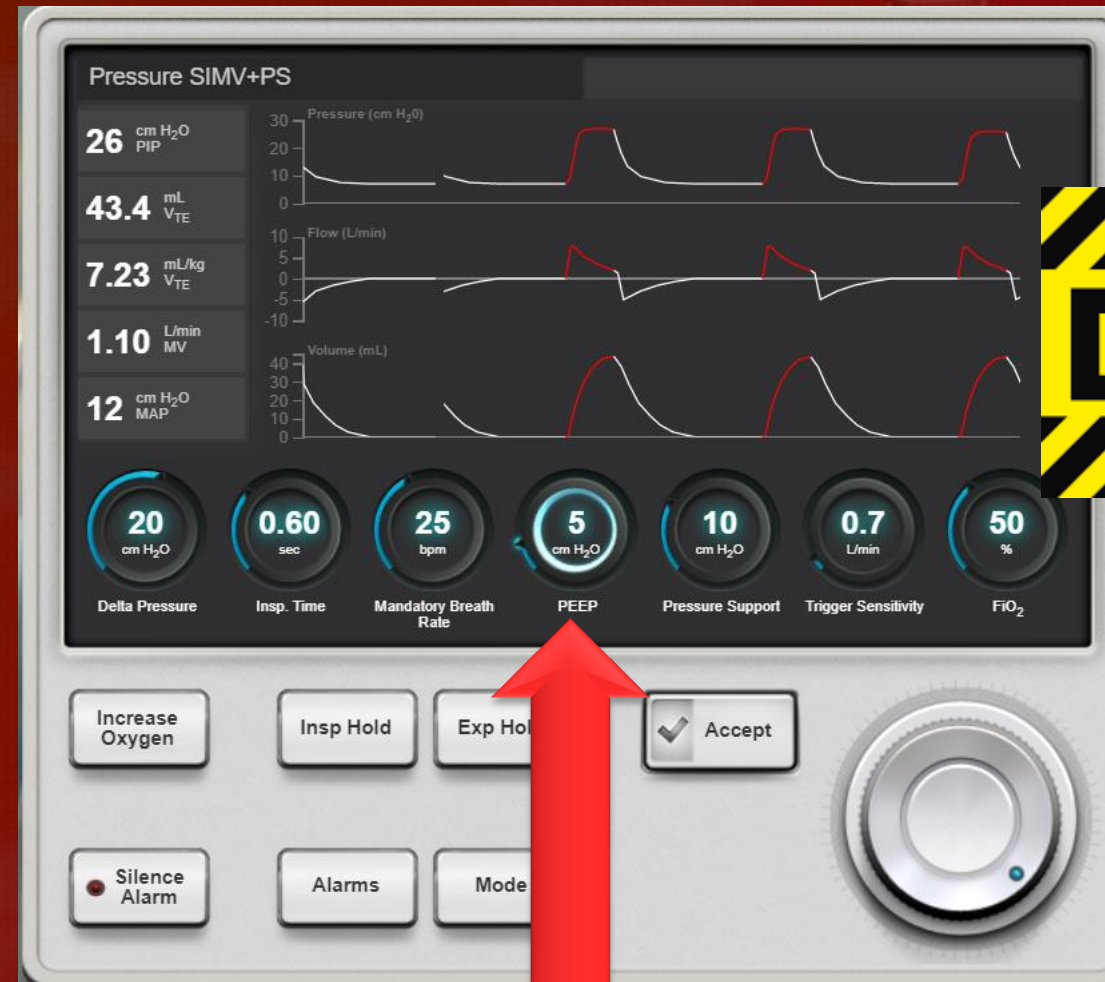 Pressure SIMV+PS
26 cm H₂O PIP
43.4 mL V_TE
7.23 mL/kg V_TE
1.10 L/min MV
12 cm H₂O MAP
Pressure (cm H₂0)
30
20
10
0
Flow (L/min)
10
5
0
-5
-10
Volume (mL)
40
30
20
10
0
20 cm H₂O
Delta Pressure
0.60 sec
Insp. Time
25 bpm
Mandatory Breath
Rate
5 cm H₂O
PEEP
10 cm H₂O
Pressure Support
0.7 L/min
Trigger Sensitivity
50 %
FiO₂
Increase
Oxygen
Insp Hold
Exp Hol
Accept
Silence
Alarm
Alarms
Mode